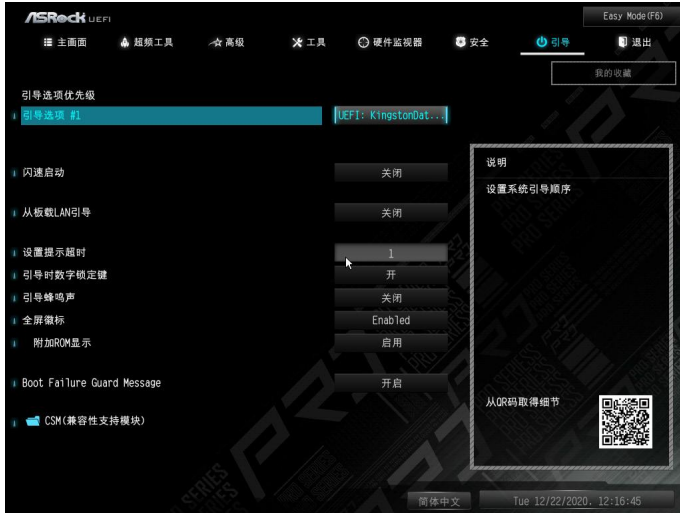 ASRock UEFI
Easy Mode(F6)
主画面 超频工具 高级 工具 硬件监视器 安全 引导 退出
我的收藏
引导选项优先级
引导选项 #1 UEFI: KingstonDat...
闪速启动 关闭
从板载LAN引导 关闭
设置提示超时 1
引导时数字锁定键 开
引导蜂鸣声 关闭
全屏徽标 Enabled
附加ROM显示 启用
Boot Failure Guard Message 开启
CSM(兼容性支持模块)
说明
设置系统引导顺序
从QR码取得细节
简体中文 Tue 12/22/2020. 12:16:45